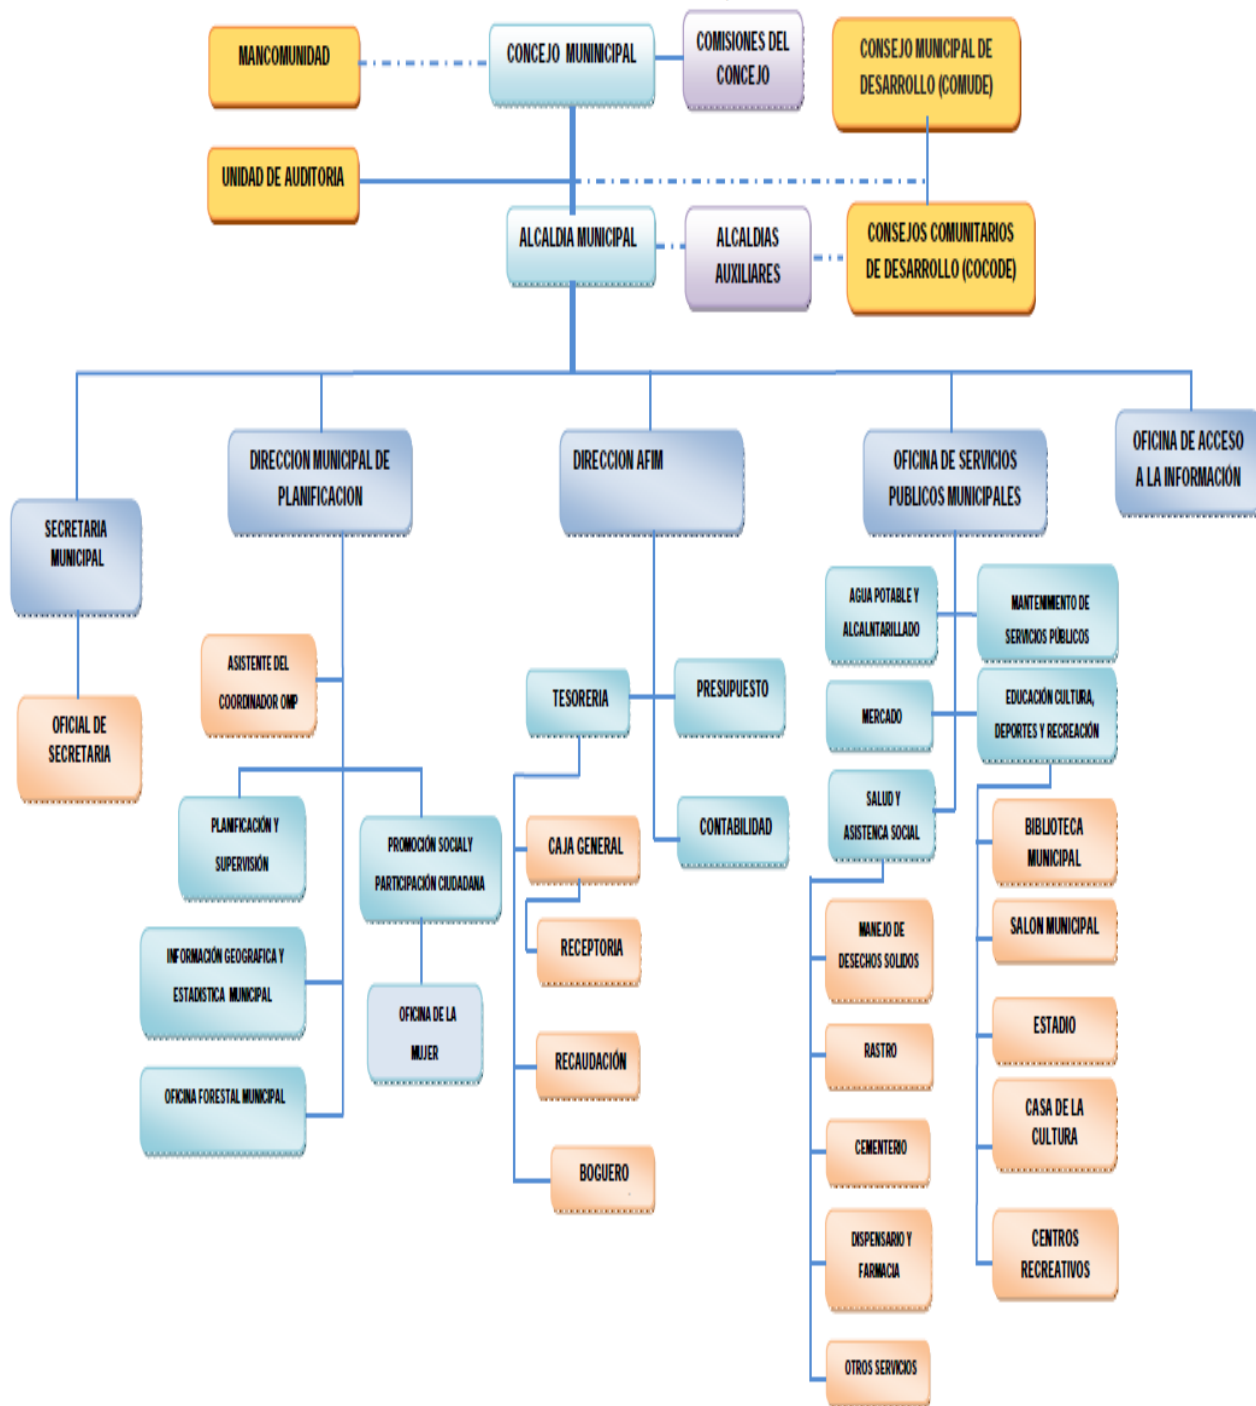 MANCOMUNIDAD
CONCEJO MUNINICIPAL
COMISIONES DEL
CONCEJO
CONSEJO MUNICIPAL DE
DESARROLLO (COMUDE)
UNIDAD DE AUDITORIA
ALCALDIA MUNICIPAL
ALCALDIAS
AUXILIARES
CONSEJOS COMUNITARIOS
DE DESARROLLO (COCODE)
SECRETARIA
MUNICIPAL
DIRECCION MUNICIPAL DE
PLANIFICACION
DIRECCION AFIM
OFICINA DE SERVICIOS
PUBLICOS MUNICIPALES
OFICINA DE ACCESO
A LA INFORMACIÓN
OFICIAL DE
SECRETARIA
ASISTENTE DEL
COORDINADOR OMP
PLANIFICACIÓN Y
SUPERVISIÓN
PROMOCIÓN SOCIALY
PARTICIPACIÓN CIUDADANA
INFORMACIÓN GEOGRAFICA Y
ESTADISTICA MUNICIPAL
OFICINA DE LA
MUJER
OFICINA FORESTAL MUNICIPAL
TESORERIA
PRESUPUESTO
CONTABILIDAD
CAJA GENERAL
RECEPTORIA
RECAUDACIÓN
BOGUERO
AGUA POTABLE Y
ALCALNTARILLADO
MANTENIMIENTO DE
SERVICIOS PÚBLICOS
MERCADO
EDUCACIÓN CULTURA,
DEPORTES Y RECREACIÓN
SALUD Y
ASISTENCA SOCIAL
MANEJO DE
DESECHOS SOLIDOS
RASTRO
CEMENTERIO
DISPENSARIO Y
FARMACIA
OTROS SERVICIOS
BIBLIOTECA
MUNICIPAL
SALON MUNICIPAL
ESTADIO
CASA DE LA
CULTURA
CENTROS
RECREATIVOS